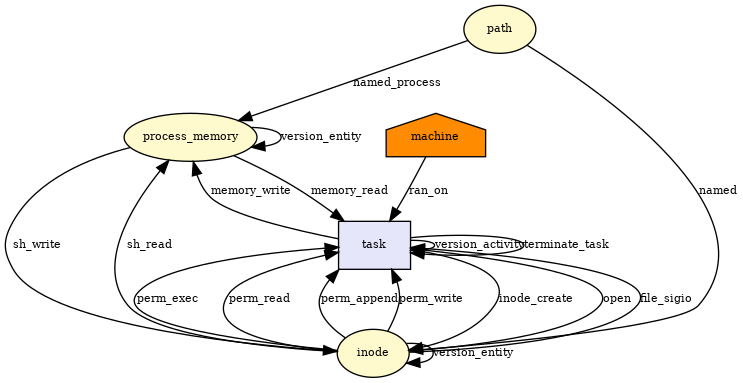 path
named_process
process_memory
version_entity
machine
memory_write
memory_read
ran_on
named
sh_write
sh_read
task
version_activity
terminate_task
perm_exec
perm_read
perm_append
perm_write
inode_create
open
file_sigio
inode
version_entity